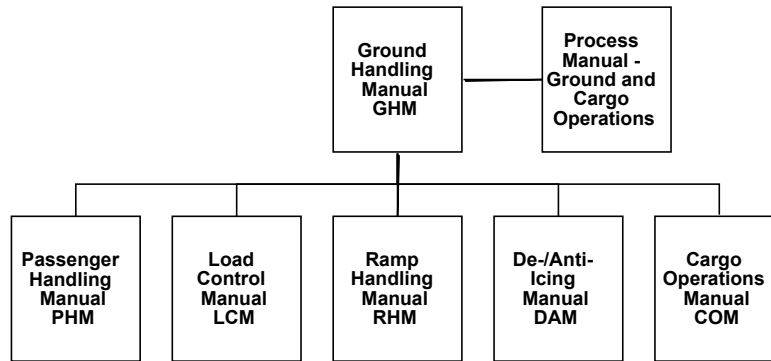 Ground
Handling
Manual
GHM
Process
Manual -
Ground and
Cargo
Operations
Passenger
Handling
Manual
PHM
Load
Control
Manual
LCM
Ramp
Handling
Manual
RHM
De-/Anti-
Icing
Manual
DAM
Cargo
Operations
Manual
COM